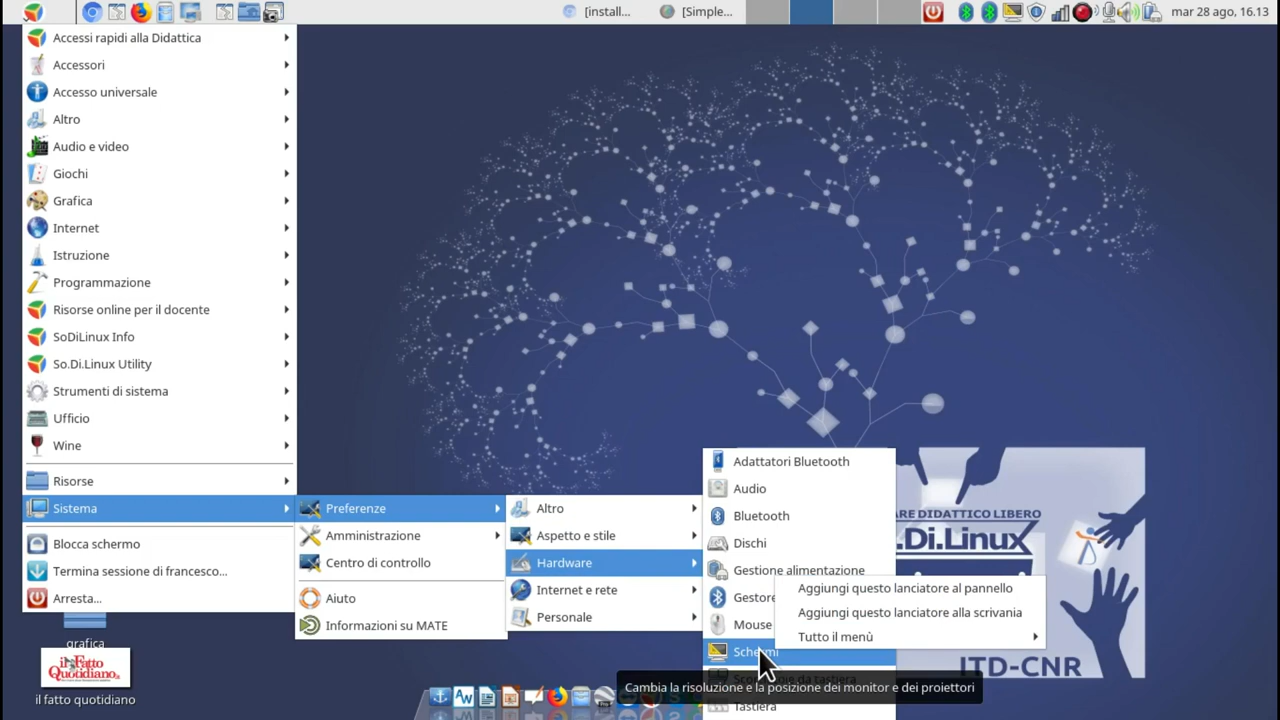 [install...
[Simple...
mar 28 ago, 16.13
Accessi rapidi alla Didattica
Accessori
Accesso universale
Altro
Audio e video
Giochi
Grafica
Internet
Istruzione
Programmazione
Risorse online per il docente
SoDiLinux Info
So.Di.Linux Utility
Strumenti di sistema
Ufficio
Wine
Risorse
Sistema
Blocca schermo
Termina sessione di francesco...
Arresta...
Preferenze
Amministrazione
Centro di controllo
Aiuto
Informazioni su MATE
Altro
Aspetto e stile
Hardware
Internet e rete
Personale
Adattatori Bluetooth
Audio
Bluetooth
Dischi
Gestione alimentazione
Gestore
Mouse
Schermi
Tastiera
Aggiungi questo lanciatore al pannello
Aggiungi questo lanciatore alla scrivania
Tutto il menù
Cambia la risoluzione e la posizione dei monitor e dei proiettori
ARE DIDATTICO LIBERO
.Di.Linux
ITD-CNR
grafica
il Fatto
Quotidiano
il fatto quotidiano